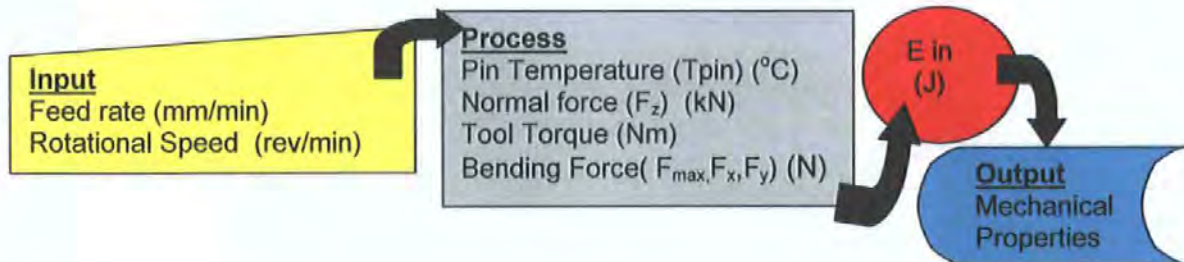 Input
Feed rate (mm/min)
Rotational Speed (rev/min)
Process
Pin Temperature (Tpin) (°C)
Normal force (Fz) (kN)
Tool Torque (Nm)
Bending Force( Fmax,Fx,Fy) (N)
E in
(J)
Output
Mechanical
Properties